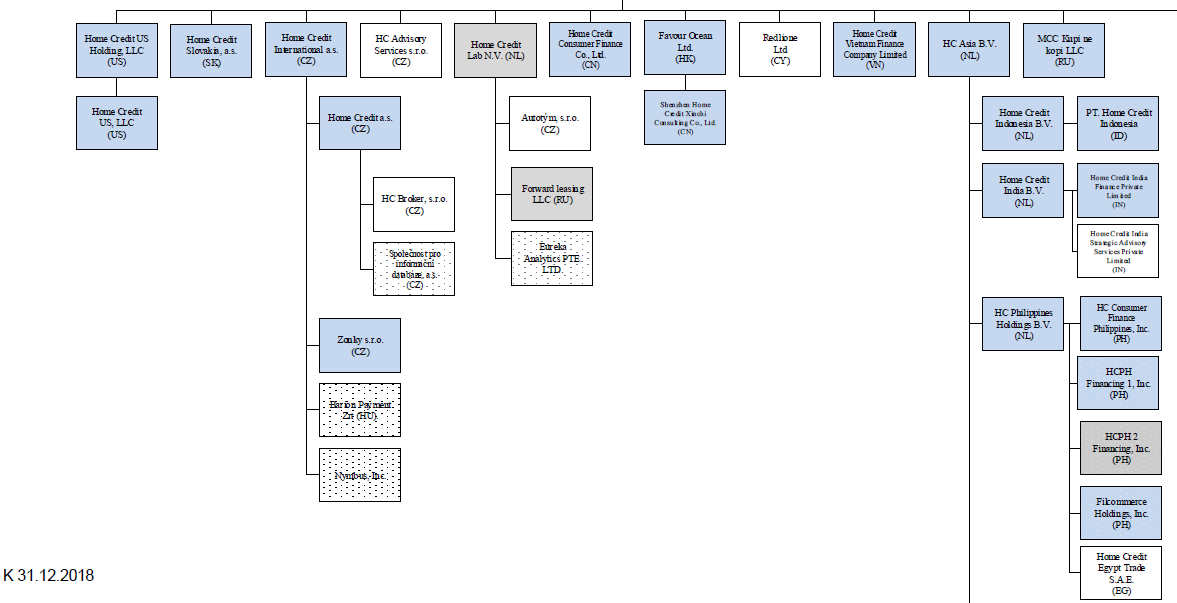 Home Credit US
Holding, LLC
(US)
Home Credit
Slovakia, a.s.
(SK)
Home Credit
International a.s.
(CZ)
HC Advisory
Services s.r.o.
(CZ)
Home Credit
Lab N.V. (NL)
Home Credit
Consumer Finance
Co., Ltd.
(CN)
Favour Ocean
Ltd.
(HK)
Redlione
Ltd
(CY)
Home Credit
Vietnam Finance
Company Limited
(VN)
HC Asia B.V.
(NL)
MCC Kupi ne
kopi LLC
(RU)
Home Credit
US, LLC
(US)
Home Credit a.s.
(CZ)
HC Broker, s.r.o.
(CZ)
Společnost pro
informační
databáze, a.s.
(CZ)
Zonky s.r.o.
(CZ)
Barion Payment
Zrt (HU)
Nymbus, Inc.
Autotým, s.r.o.
(CZ)
Forward leasing
LLC (RU)
Eureka
Analytics PTE.
LTD.
Shenzhen Home
Credit Xinchi
Consulting Co., Ltd.
(CN)
Home Credit
Indonesia B.V.
(NL)
PT. Home Credit
Indonesia
(ID)
Home Credit
India B.V.
(NL)
Home Credit India
Finance Private
Limited
(IN)
Home Credit India
Strategic Advisory
Services Private
Limited
(IN)
HC Philippines
Holdings B.V.
(NL)
HC Consumer
Finance
Philippines, Inc.
(PH)
HCPH
Financing 1, Inc.
(PH)
HCPH 2
Financing, Inc.
(PH)
Filcommerce
Holdings, Inc.
(PH)
Home Credit
Egypt Trade
S.A.E.
(EG)
K 31.12.2018